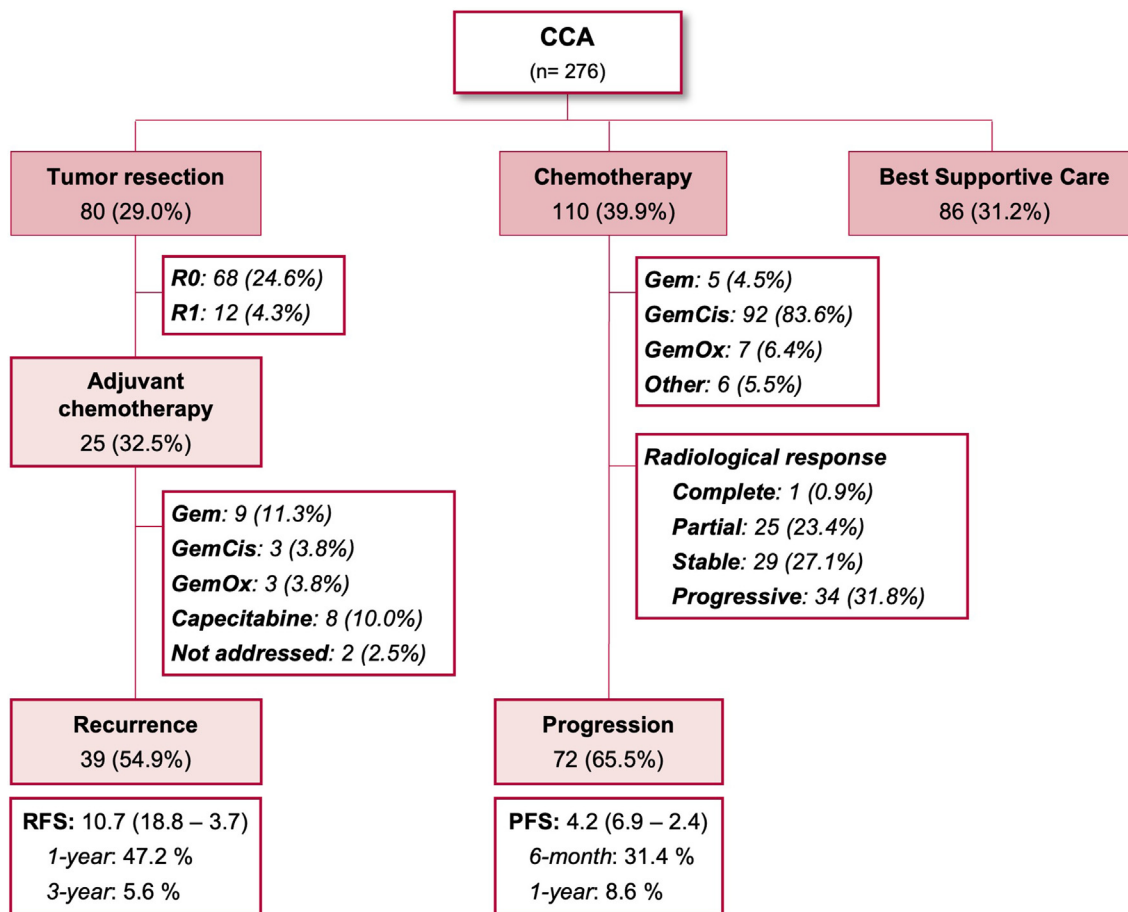 CCA
(n= 276)
Tumor resection
80 (29.0%)
Chemotherapy
110 (39.9%)
Best Supportive Care
86 (31.2%)
R0: 68 (24.6%)
R1: 12 (4.3%)
Gem: 5 (4.5%)
GemCis: 92 (83.6%)
GemOx: 7 (6.4%)
Other: 6 (5.5%)
Adjuvant
chemotherapy
25 (32.5%)
Radiological response
Complete: 1 (0.9%)
Partial: 25 (23.4%)
Stable: 29 (27.1%)
Progressive: 34 (31.8%)
Gem: 9 (11.3%)
GemCis: 3 (3.8%)
GemOx: 3 (3.8%)
Capecitabine: 8 (10.0%)
Not addressed: 2 (2.5%)
Recurrence
39 (54.9%)
Progression
72 (65.5%)
RFS: 10.7 (18.8 – 3.7)
1-year: 47.2 %
3-year: 5.6 %
PFS: 4.2 (6.9 – 2.4)
6-month: 31.4 %
1-year: 8.6 %